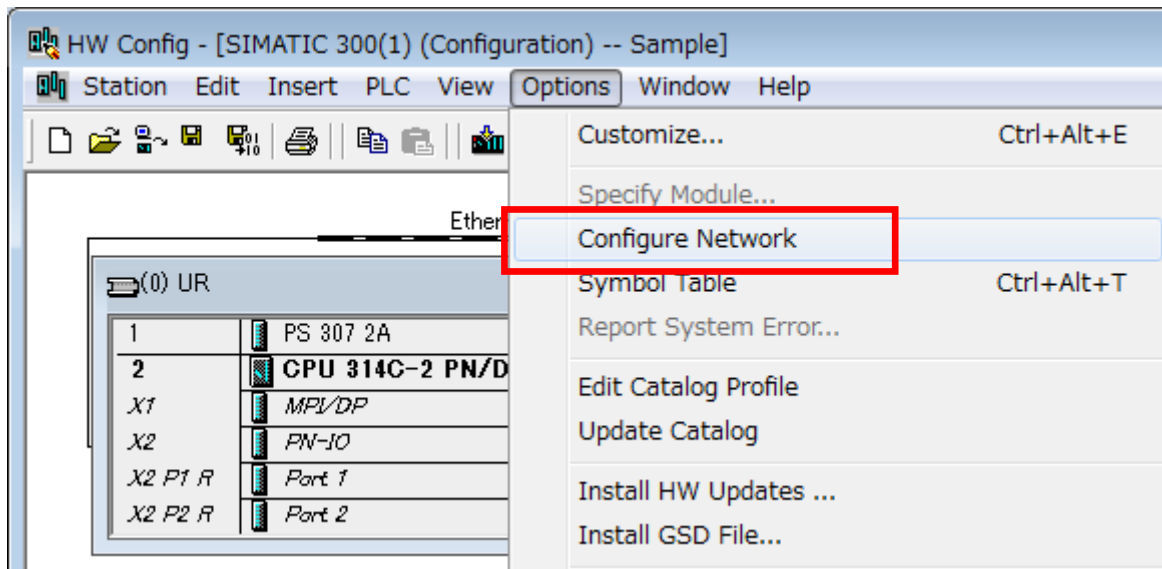 HW Config - [SIMATIC 300(1) (Configuration) -- Sample]
Station Edit Insert PLC View Options Window Help
Customize... Ctrl+Alt+E
Specify Module...
Configure Network
Symbol Table Ctrl+Alt+T
Report System Error...
Edit Catalog Profile
Update Catalog
Install HW Updates ...
Install GSD File...
Ether
(0) UR
1 PS 307 2A
2 CPU 314C-2 PN/D
X1 MPI/DP
X2 PN-IO
X2 P1 R Port 1
X2 P2 R Port 2